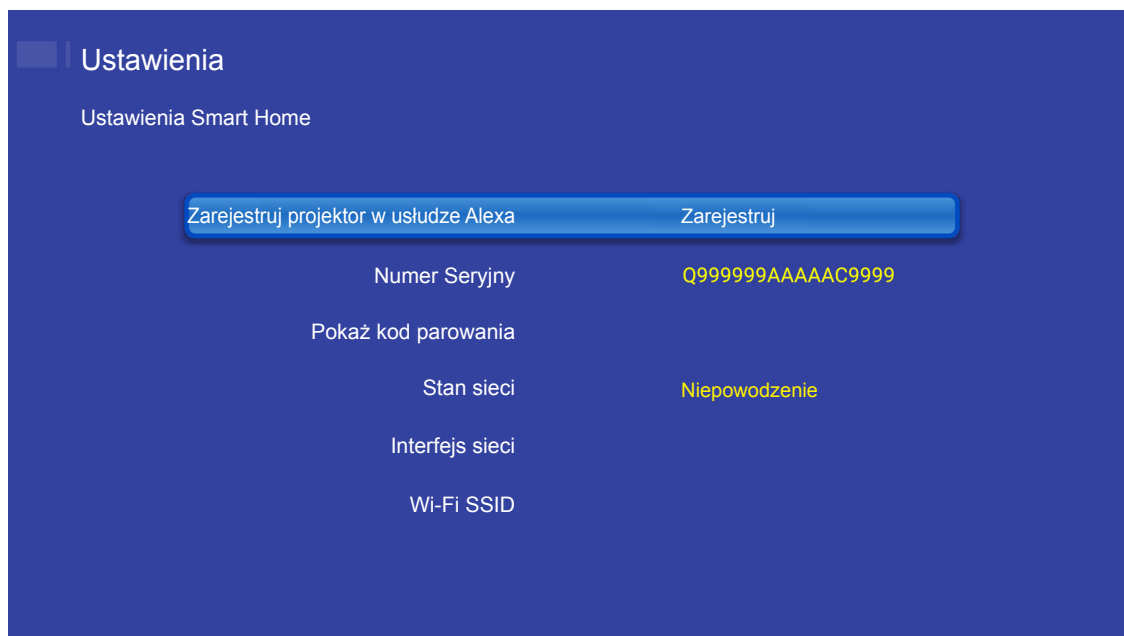 Ustawienia
Ustawienia Smart Home
Zarejestruj projektor w usłudze Alexa Zarejestruj
Numer Seryjny Q999999AAAAAC9999
Pokaż kod parowania
Stan sieci Niepowodzenie
Interfejs sieci
Wi-Fi SSID